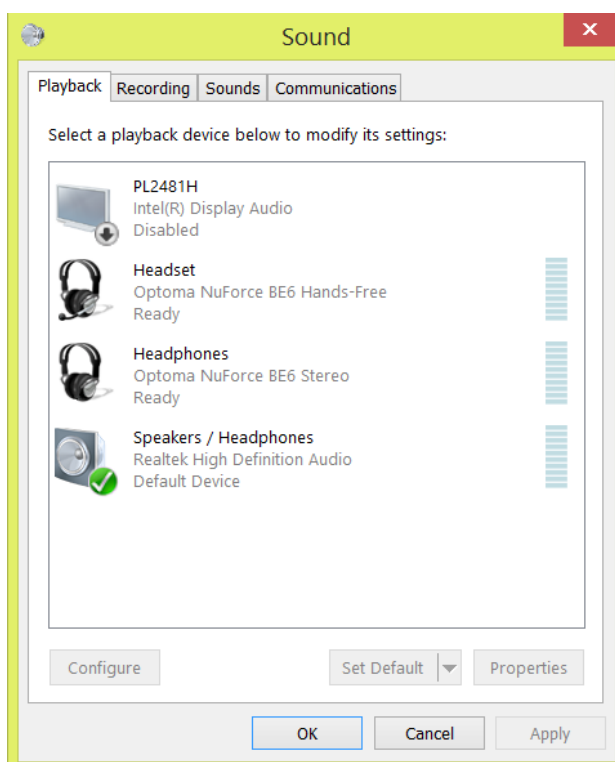 Sound
Playback Recording Sounds Communications
Select a playback device below to modify its settings:
PL2481H
Intel(R) Display Audio
Disabled
Headset
Optoma NuForce BE6 Hands-Free
Ready
Headphones
Optoma NuForce BE6 Stereo
Ready
Speakers / Headphones
Realtek High Definition Audio
Default Device
Configure Set Default Properties
OK Cancel Apply